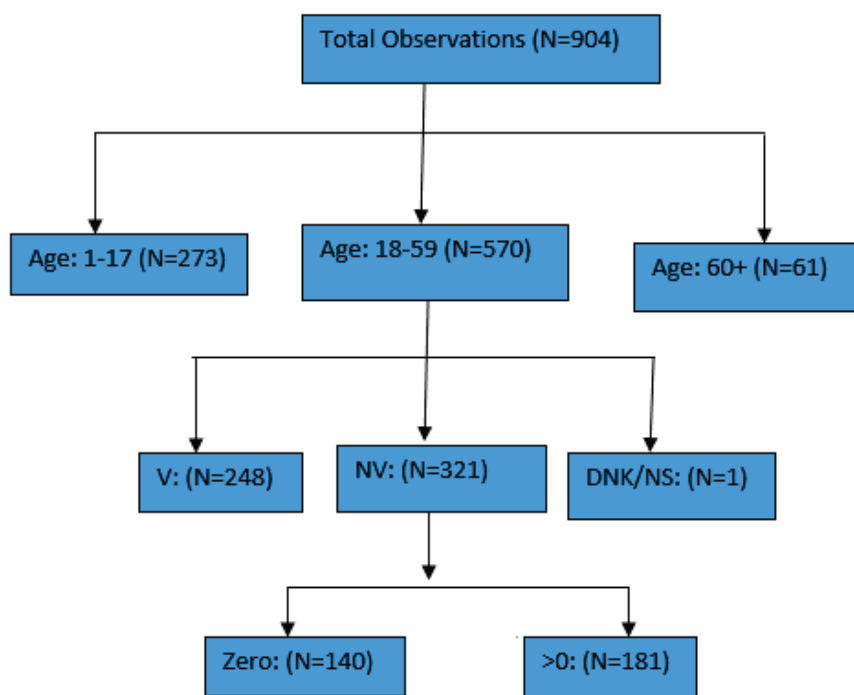 Total Observations (N=904)
Age: 1-17 (N=273)
Age: 18-59 (N=570)
Age: 60+ (N=61)
V: (N=248)
NV: (N=321)
DNK/NS: (N=1)
Zero: (N=140)
>0: (N=181)